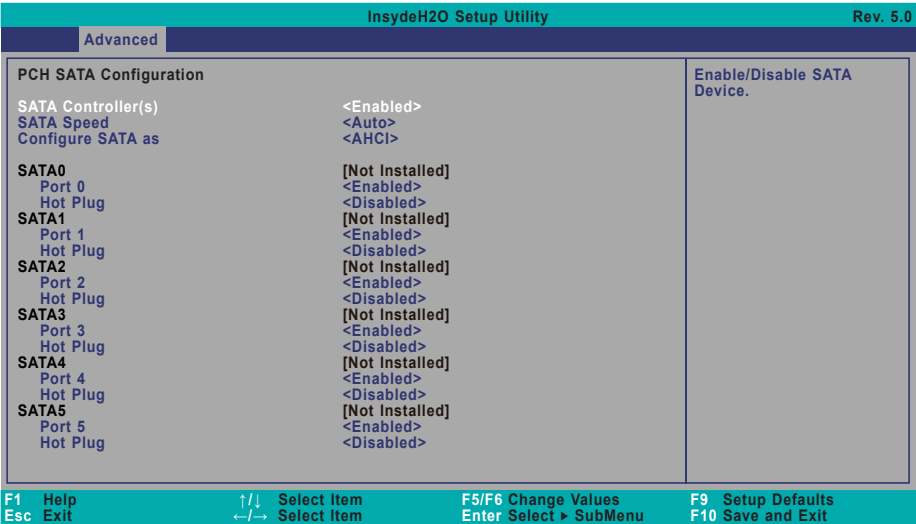 InsydeH2O Setup Utility Rev. 5.0
Advanced
PCH SATA Configuration
SATA Controller(s) <Enabled>
SATA Speed <Auto>
Configure SATA as <AHCI>
SATA0 [Not Installed]
Port 0 <Enabled>
Hot Plug <Disabled>
SATA1 [Not Installed]
Port 1 <Enabled>
Hot Plug <Disabled>
SATA2 [Not Installed]
Port 2 <Enabled>
Hot Plug <Disabled>
SATA3 [Not Installed]
Port 3 <Enabled>
Hot Plug <Disabled>
SATA4 [Not Installed]
Port 4 <Enabled>
Hot Plug <Disabled>
SATA5 [Not Installed]
Port 5 <Enabled>
Hot Plug <Disabled>
Enable/Disable SATA
Device.
F1 Help ↑/↓ Select Item F5/F6 Change Values F9 Setup Defaults
Esc Exit ←/→ Select Item Enter Select ▸ SubMenu F10 Save and Exit